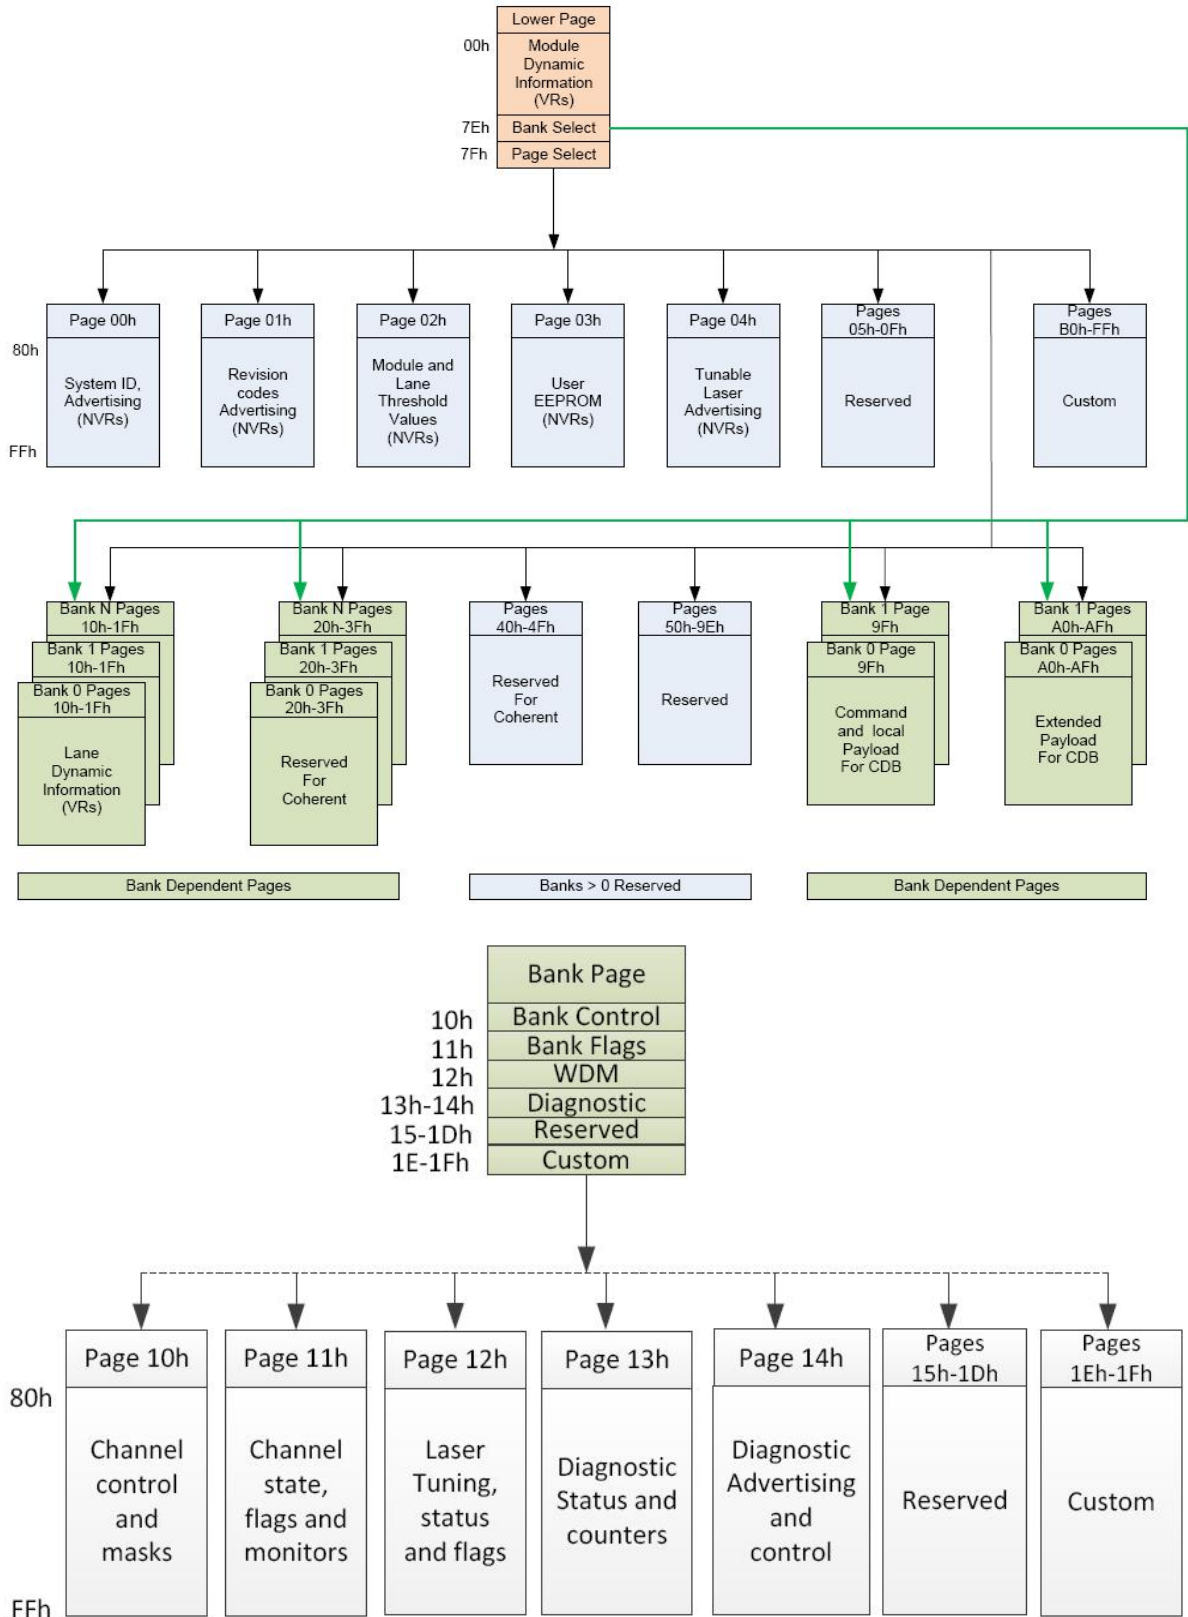 Lower Page
00h
Module
Dynamic
Information
(VRs)
7Eh
Bank Select
7Fh
Page Select
Page 00h
Page 01h
Page 02h
Page 03h
Page 04h
Pages
05h-0Fh
Pages
B0h-FFh
80h
System ID,
Advertising
(NVRs)
Revision
codes
Advertising
(NVRs)
Module and
Lane
Threshold
Values
(NVRs)
User
EEPROM
(NVRs)
Tunable
Laser
Advertising
(NVRs)
Reserved
Custom
FFh
Bank N Pages
10h-1Fh
Bank 1 Pages
10h-1Fh
Bank 0 Pages
10h-1Fh
Lane
Dynamic
Information
(VRs)
Bank N Pages
20h-3Fh
Bank 1 Pages
20h-3Fh
Bank 0 Pages
20h-3Fh
Reserved
For
Coherent
Pages
40h-4Fh
Reserved
For
Coherent
Pages
50h-9Eh
Reserved
Bank 1 Page
9Fh
Bank 0 Page
9Fh
Command
and local
Payload
For CDB
Bank 1 Pages
A0h-AFh
Bank 0 Pages
A0h-AFh
Extended
Payload
For CDB
Bank Dependent Pages
Banks > 0 Reserved
Bank Dependent Pages
Bank Page
10h
Bank Control
11h
Bank Flags
12h
WDM
13h-14h
Diagnostic
15-1Dh
Reserved
1E-1Fh
Custom
Page 10h
Page 11h
Page 12h
Page 13h
Page 14h
Pages
15h-1Dh
Pages
1Eh-1Fh
80h
Channel
control
and
masks
Channel
state,
flags and
monitors
Laser
Tuning,
status
and flags
Diagnostic
Status and
counters
Diagnostic
Advertising
and
control
Reserved
Custom
FFh